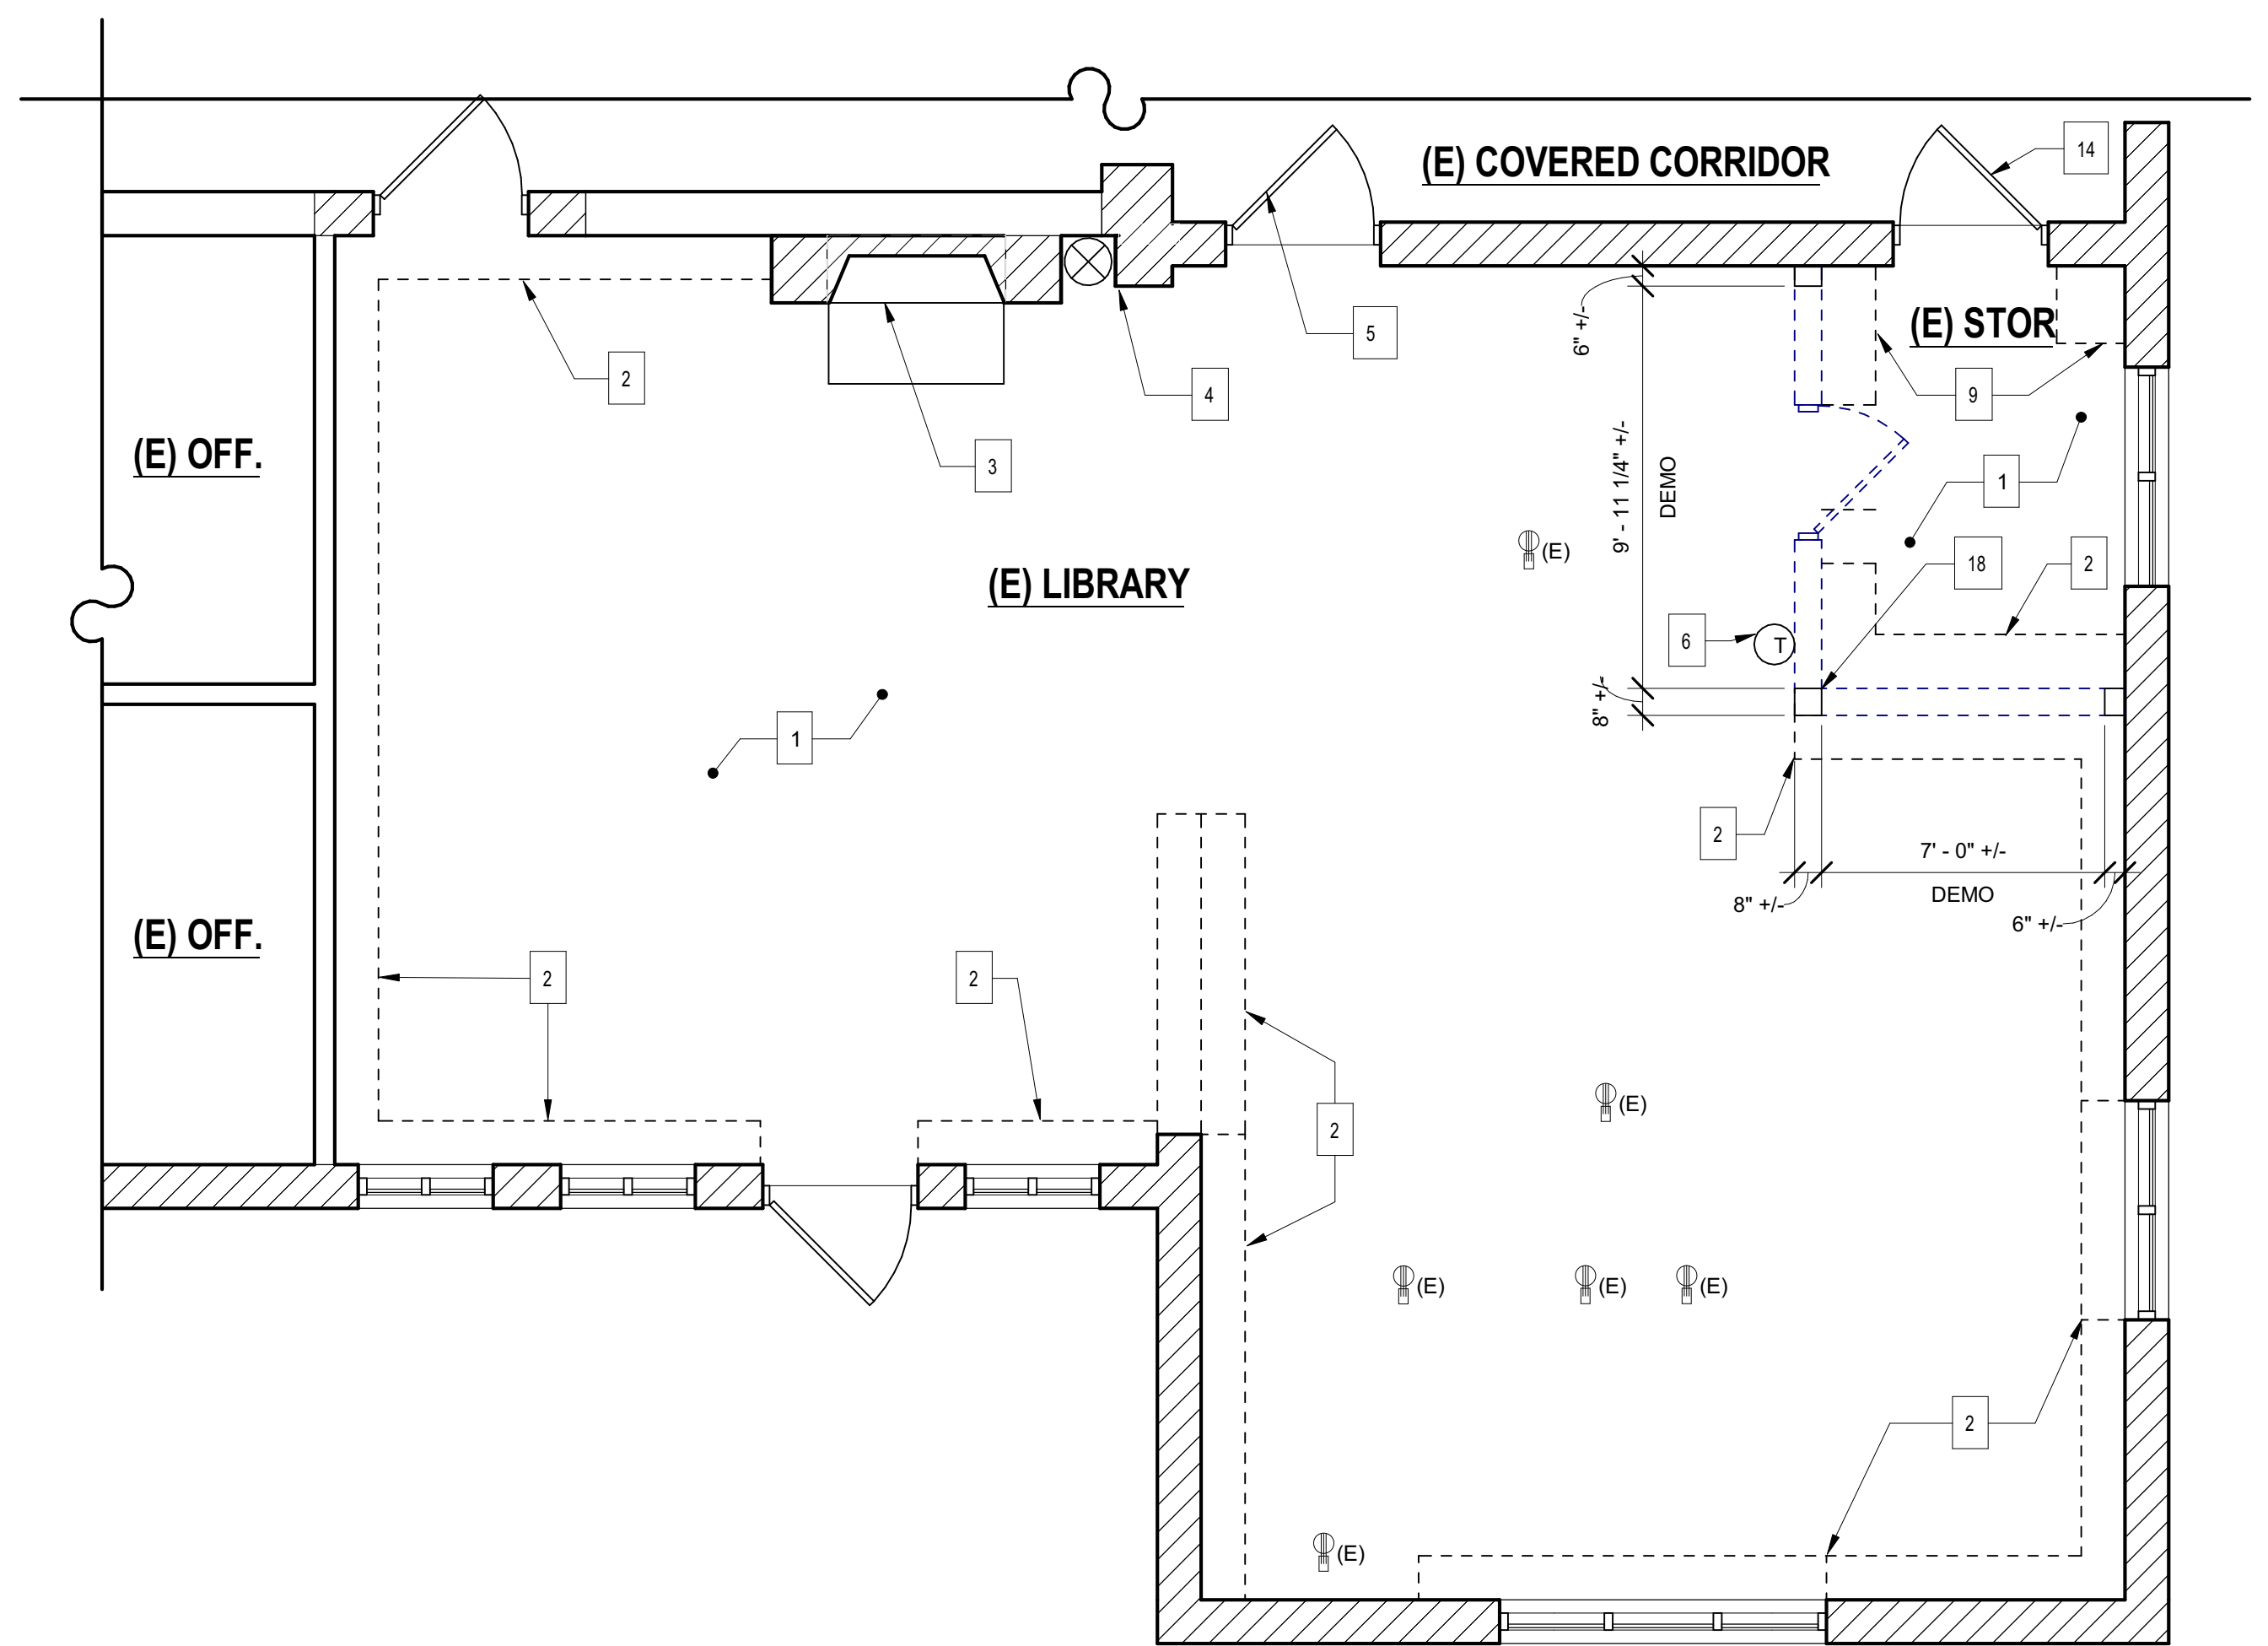 (E) COVERED CORRIDOR
14
5
6" +/-
(E) STOR
2
4
9
(E) OFF.
3
9' - 11 1/4" +/-
DEMO
1
(E)
18
2
(E) LIBRARY
6
T
8" +/-
1
2
7' - 0" +/-
DEMO
8" +/-
6" +/-
(E) OFF.
2
2
(E)
2
(E)
(E)
(E)
2
(E)